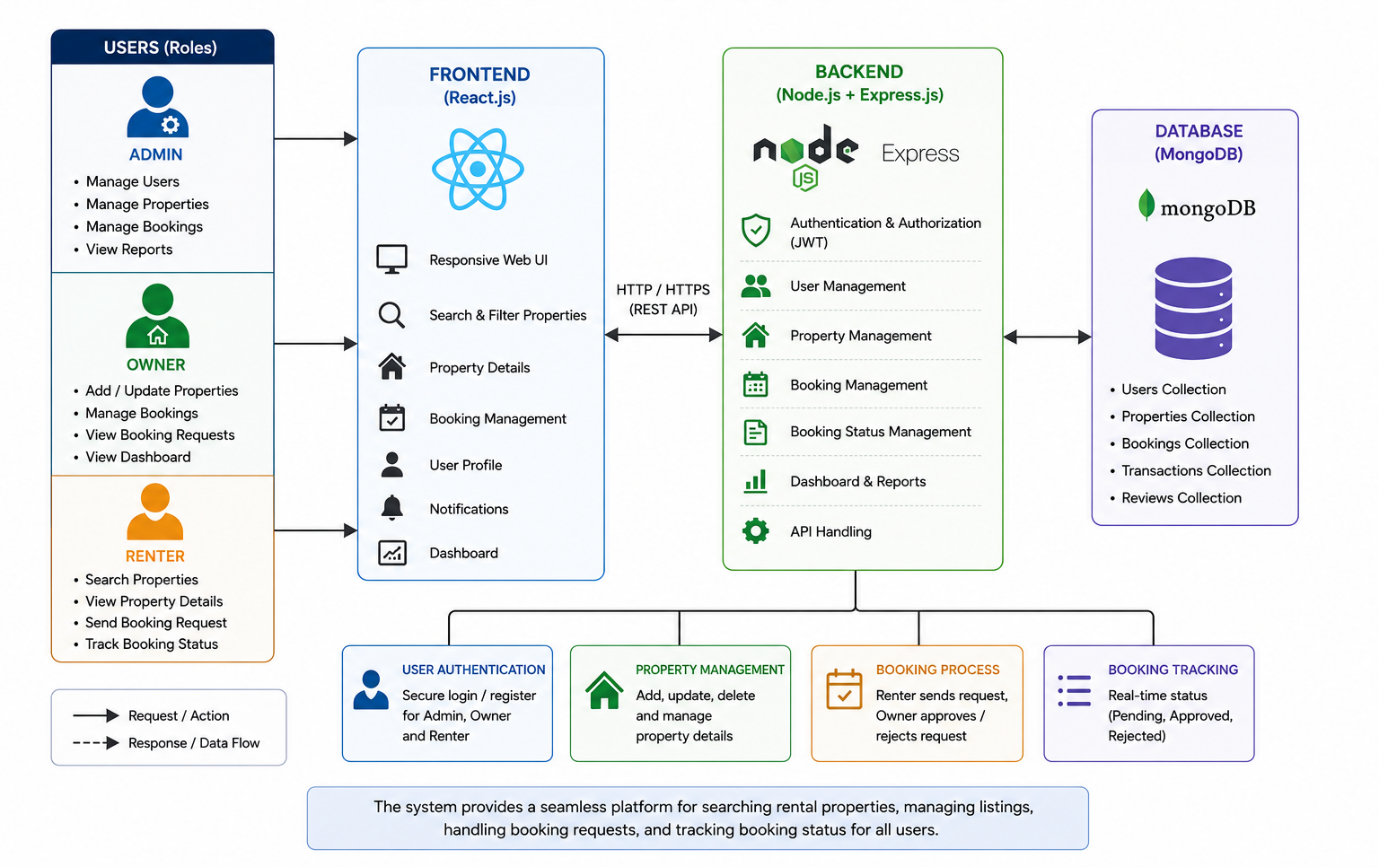 USERS (Roles)
ADMIN
• Manage Users
• Manage Properties
• Manage Bookings
• View Reports
OWNER
• Add / Update Properties
• Manage Bookings
• View Booking Requests
• View Dashboard
RENTER
• Search Properties
• View Property Details
• Send Booking Request
• Track Booking Status
Request / Action
Response / Data Flow
FRONTEND
(React.js)
Responsive Web UI
Search & Filter Properties
Property Details
Booking Management
User Profile
Notifications
Dashboard
HTTP / HTTPS
(REST API)
BACKEND
(Node.js + Express.js)
node
JS
Express
Authentication & Authorization
(JWT)
User Management
Property Management
Booking Management
Booking Status Management
Dashboard & Reports
API Handling
DATABASE
(MongoDB)
mongoDB
• Users Collection
• Properties Collection
• Bookings Collection
• Transactions Collection
• Reviews Collection
USER AUTHENTICATION
Secure login / register
for Admin, Owner
and Renter
PROPERTY MANAGEMENT
Add, update, delete
and manage
property details
BOOKING PROCESS
Renter sends request,
Owner approves /
rejects request
BOOKING TRACKING
Real-time status
(Pending, Approved,
Rejected)
The system provides a seamless platform for searching rental properties, managing listings,
handling booking requests, and tracking booking status for all users.